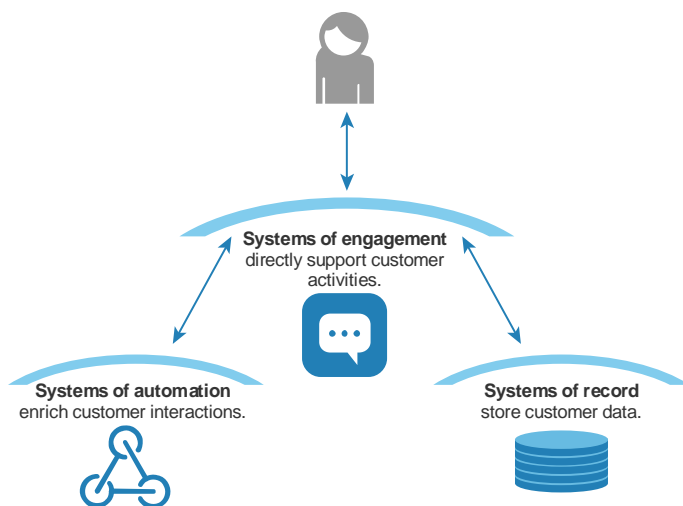 Systems of engagement
directly support customer
activities.
Systems of automation
enrich customer interactions.
Systems of record
store customer data.